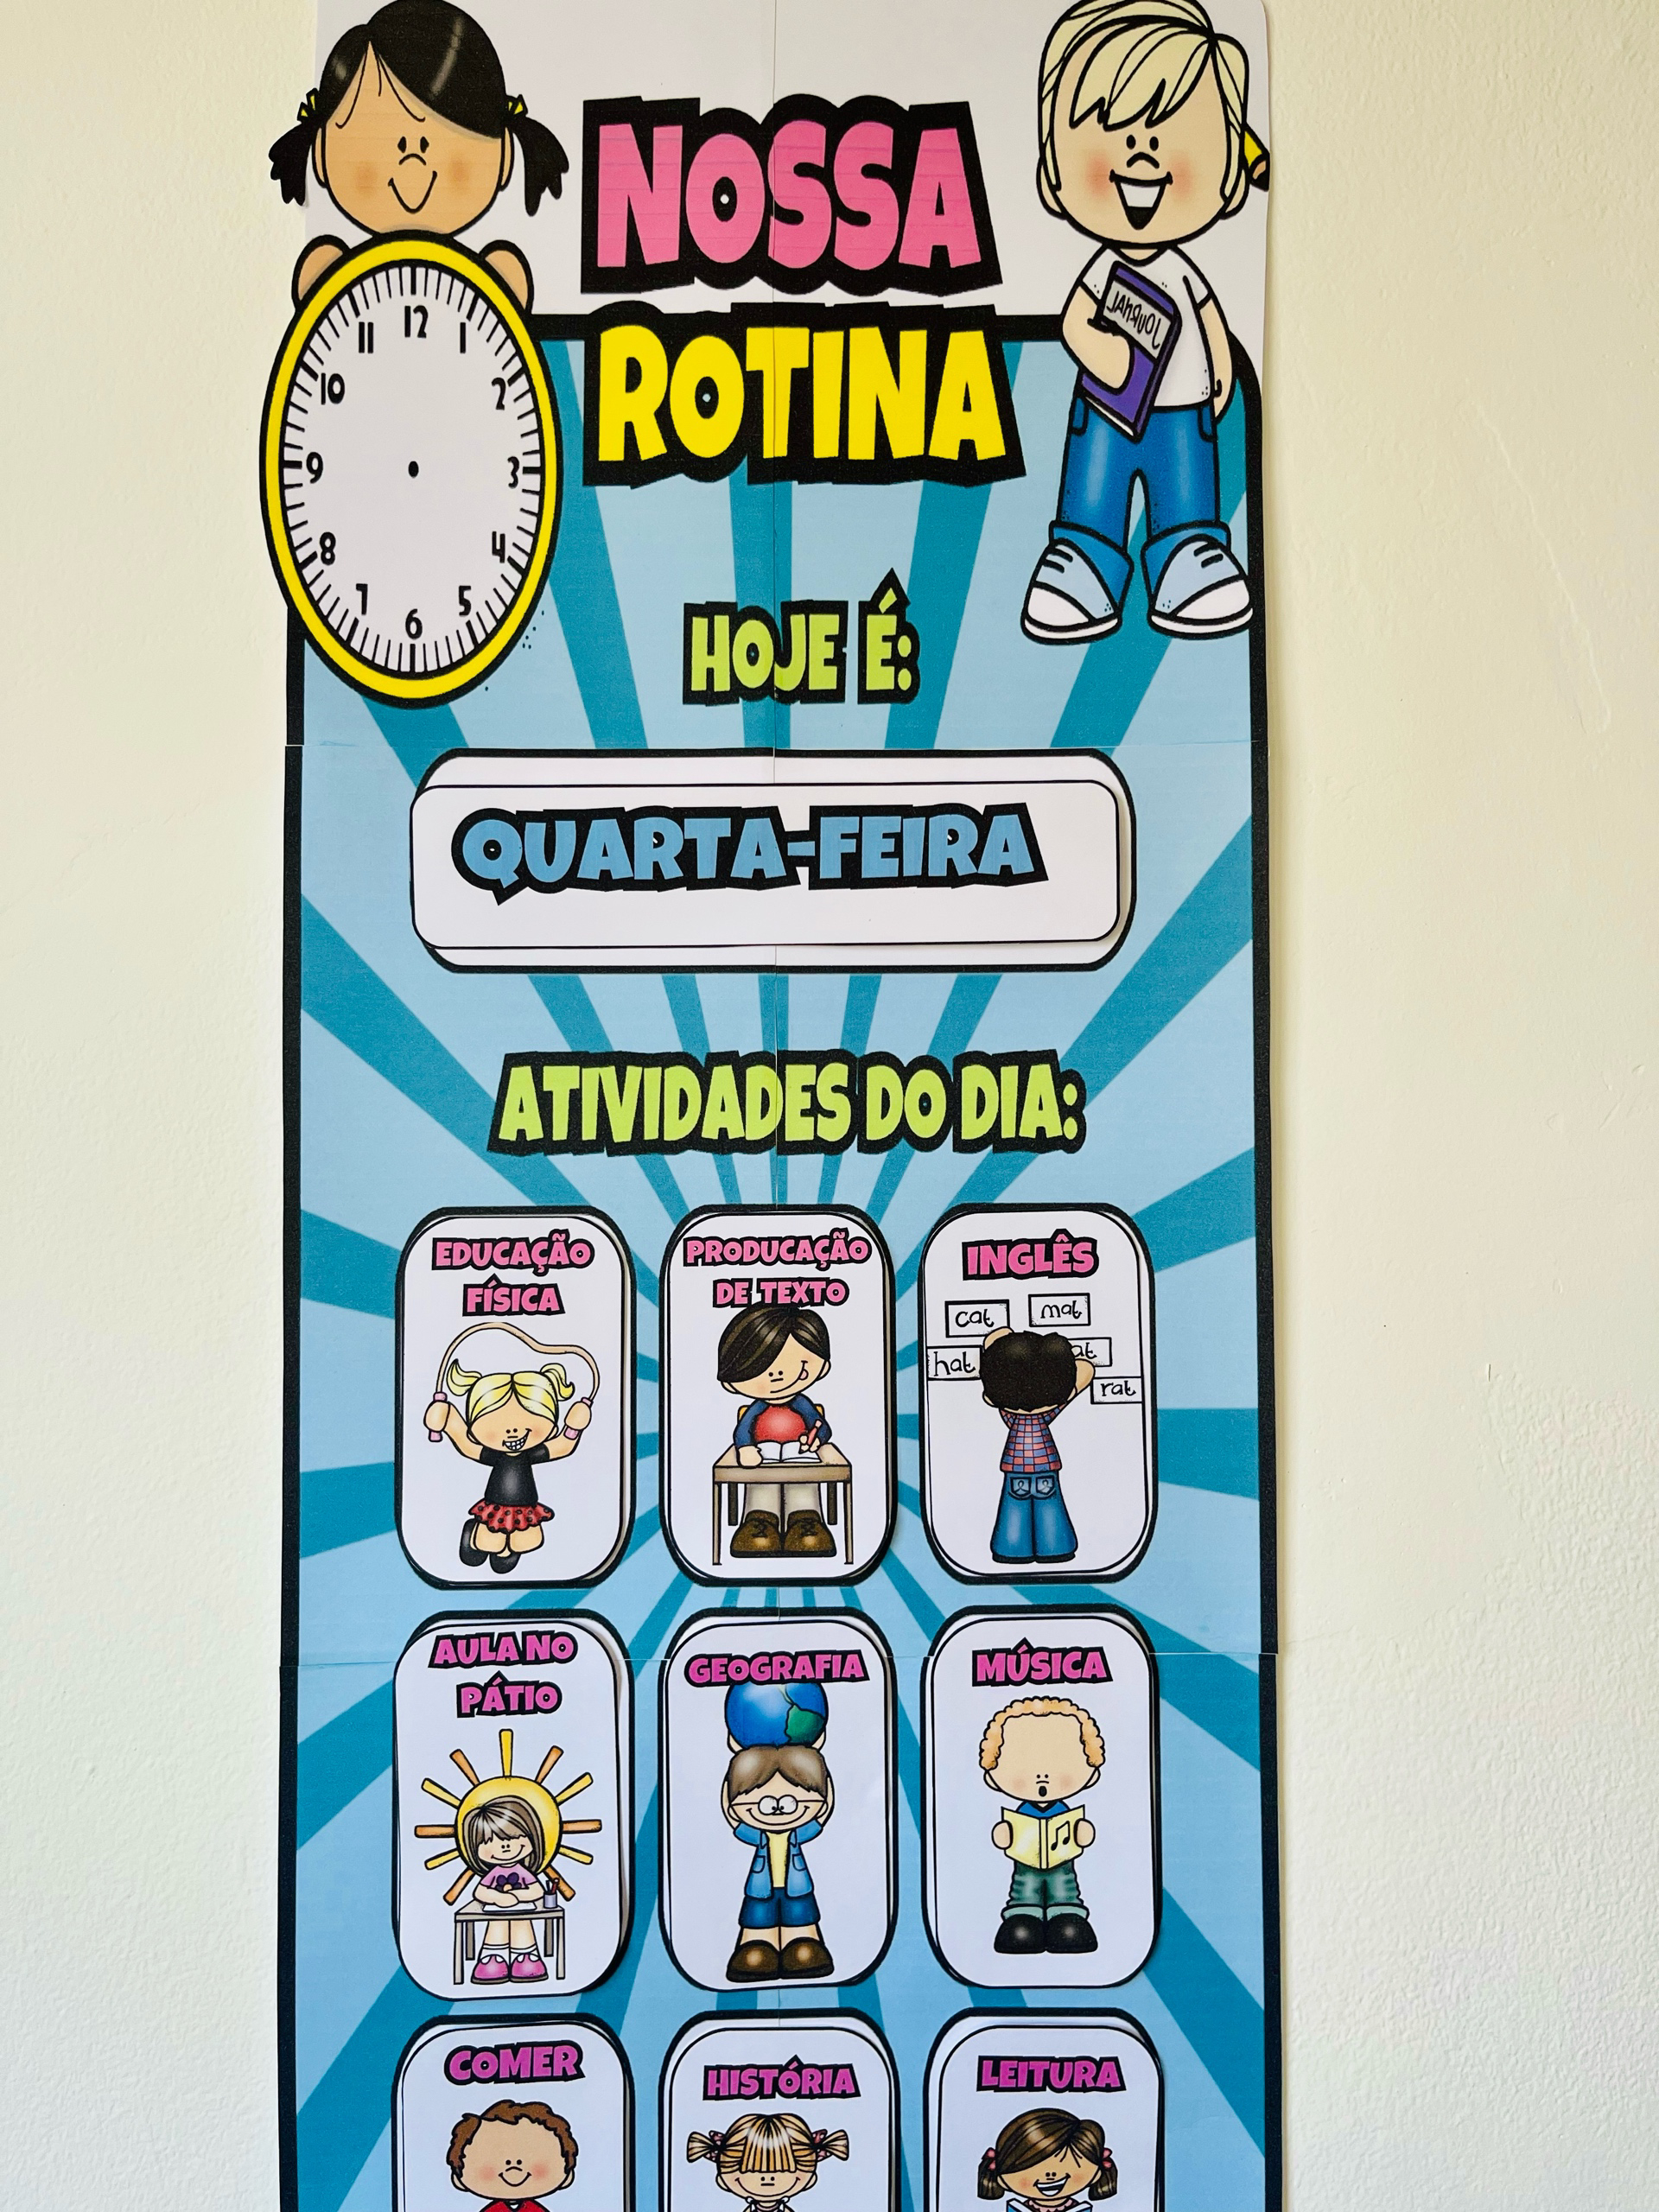 NOSSA
ROTINA
12
11
1
10
2
9
3
8
4
7
5
6
JOURNAL
HOJE É:
QUARTA-FEIRA
ATIVIDADES DO DIA:
EDUCAÇÃO
FÍSICA
PRODUCAÇÃO
DE TEXTO
INGLÊS
cat
mat
hat
at
rat
AULA NO
PÁTIO
GEOGRAFIA
MÚSICA
COMER
HISTÓRIA
LEITURA